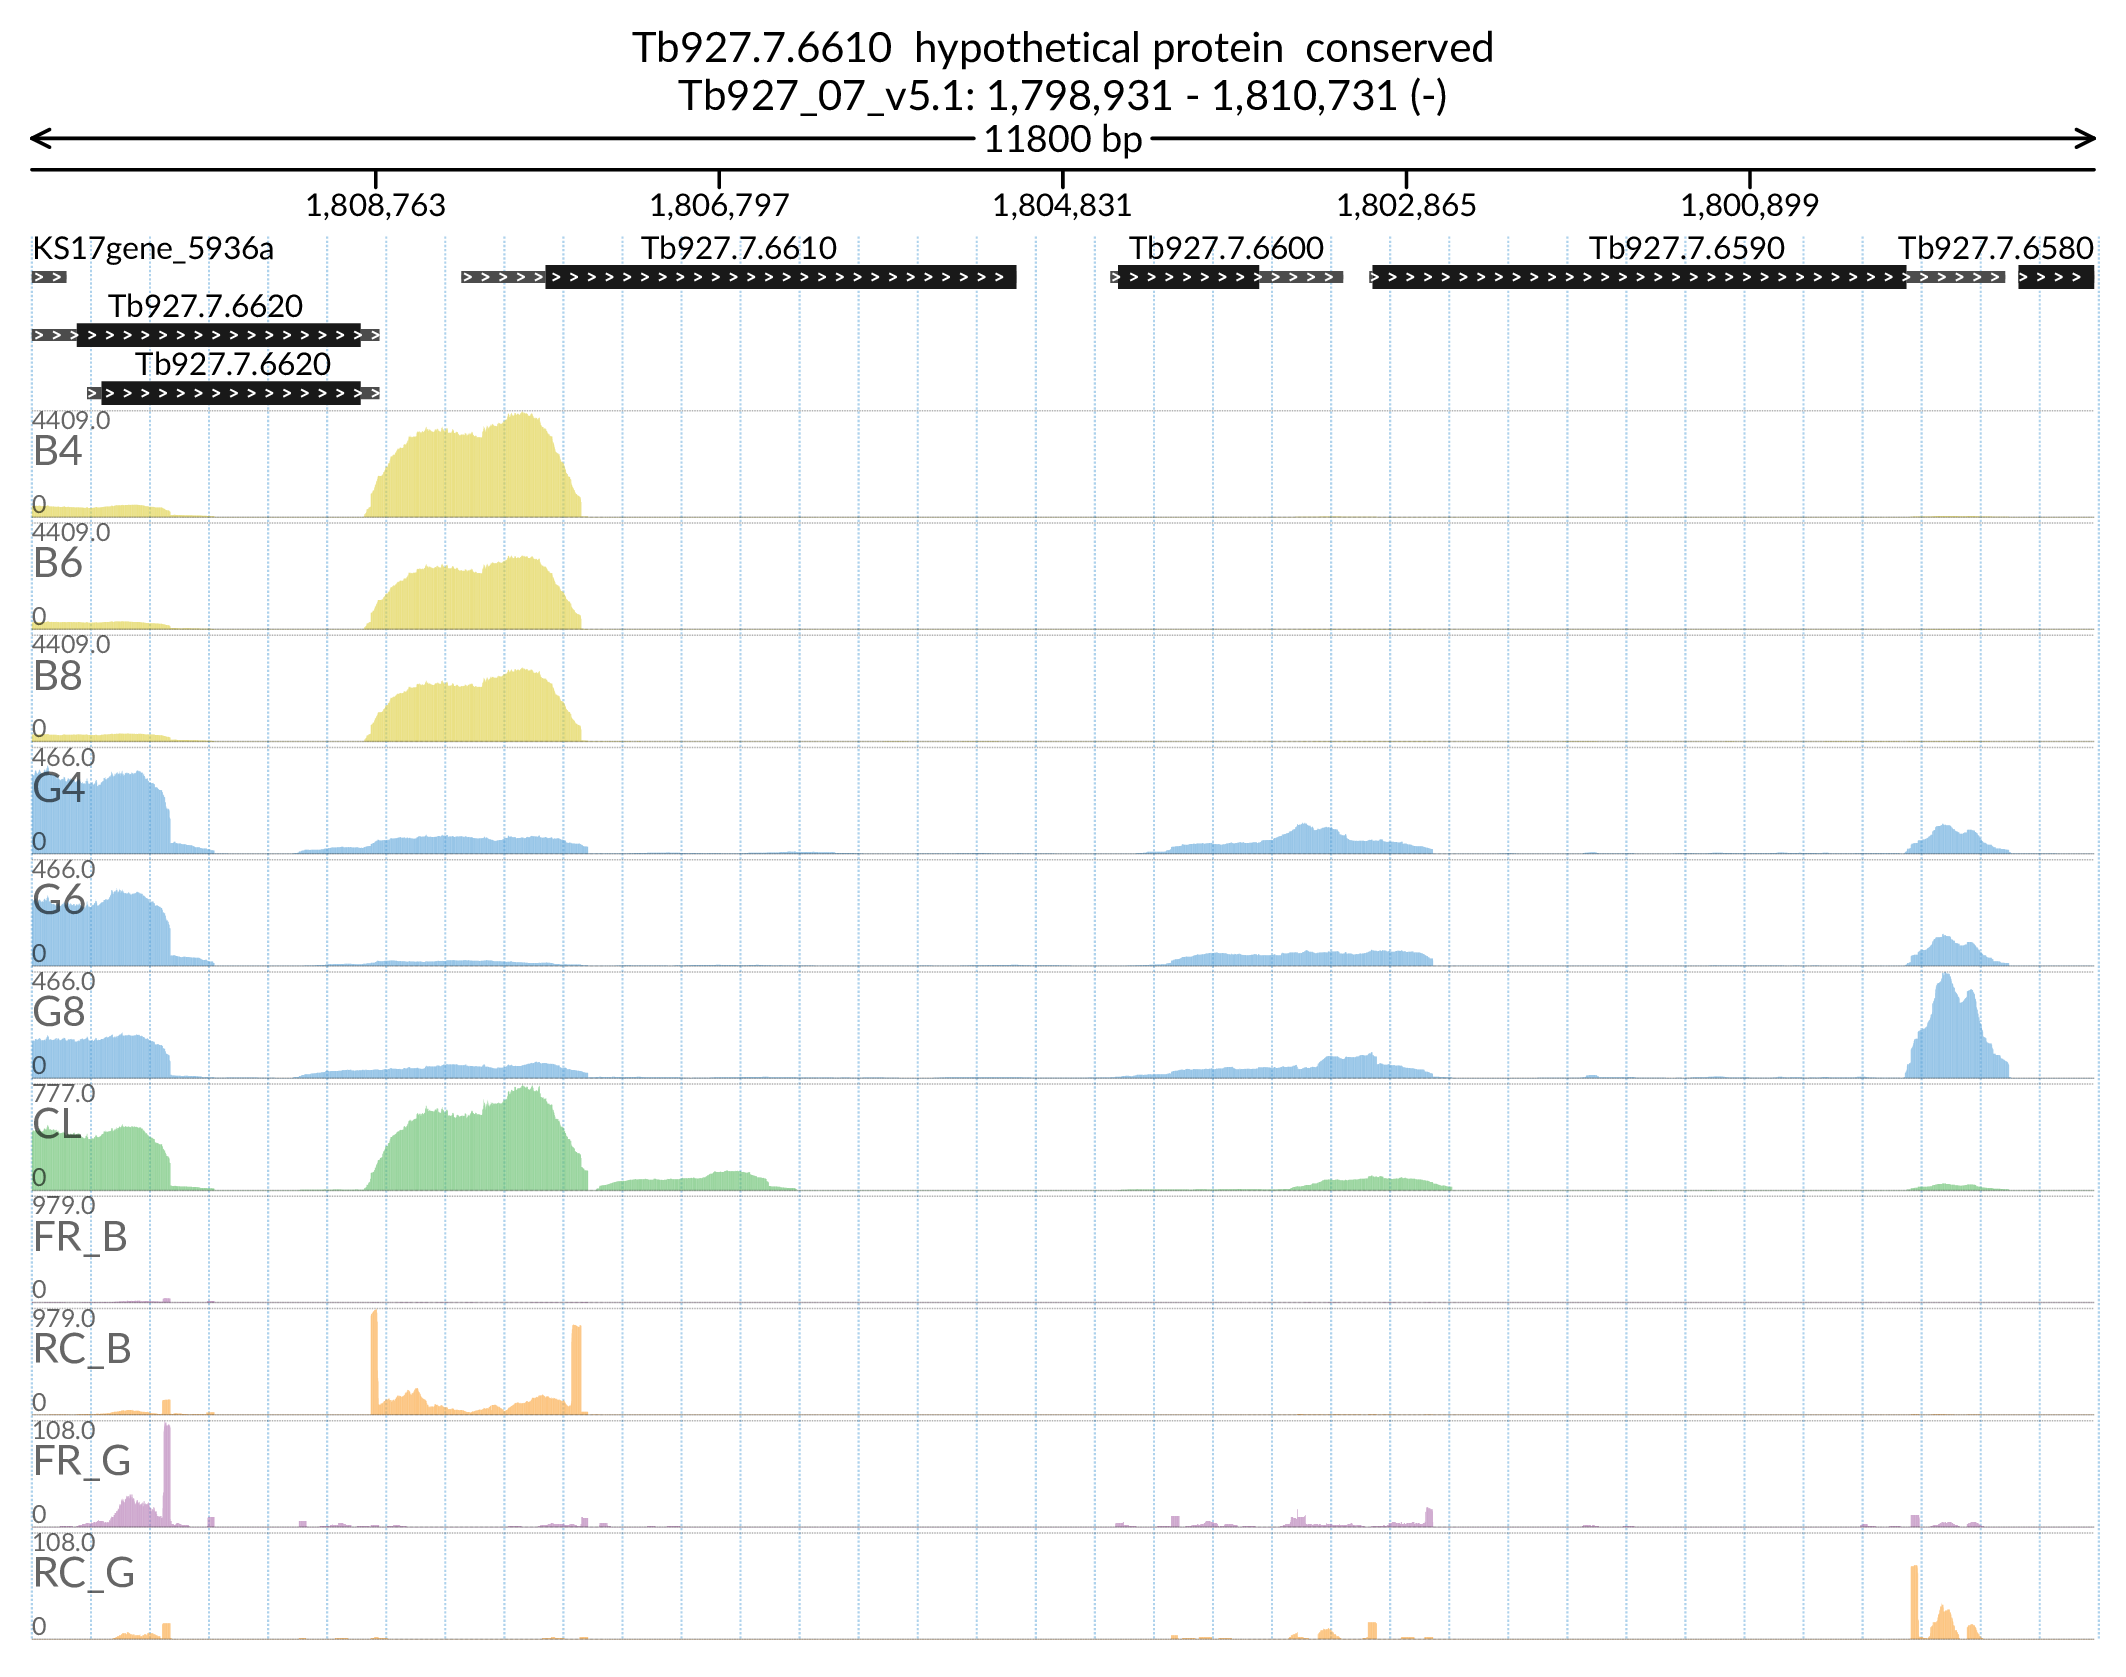 Tb927.7.6610  hypothetical protein  conserved
Tb927_07_v5.1: 1,798,931 - 1,810,731 (-)
11800 bp
1,808,763 1,806,797 1,804,831 1,802,865 1,800,899
KS17gene_5936a Tb927.7.6610 Tb927.7.6600 Tb927.7.6590 Tb927.7.6580
Tb927.7.6620
Tb927.7.6620
4409.0
B4
0
4409.0
B6
0
4409.0
B8
0
466.0
G4
0
466.0
G6
0
466.0
G8
0
777.0
CL
0
979.0
FR_B
0
979.0
RC_B
0
108.0
FR_G
0
108.0
RC_G
0